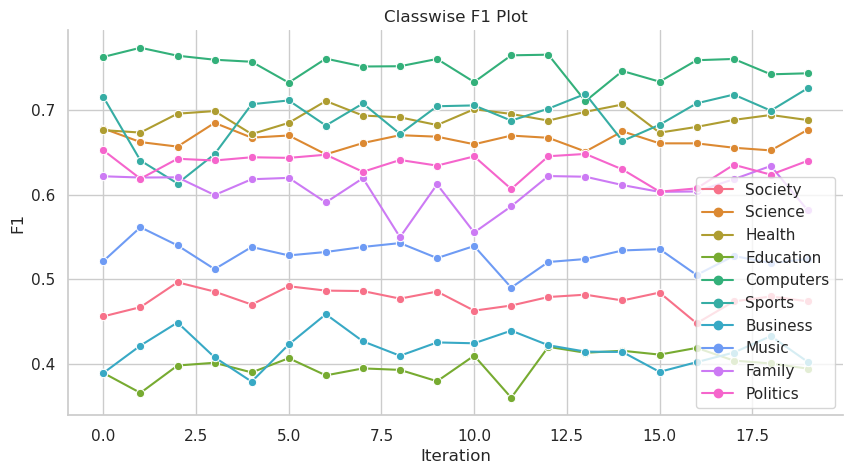 Classwise F1 Plot
F1
0.7
0.6
0.5
0.4
0.0
2.5
5.0
7.5
10.0
12.5
15.0
17.5
Iteration
Society
Science
Health
Education
Computers
Sports
Business
Music
Family
Politics